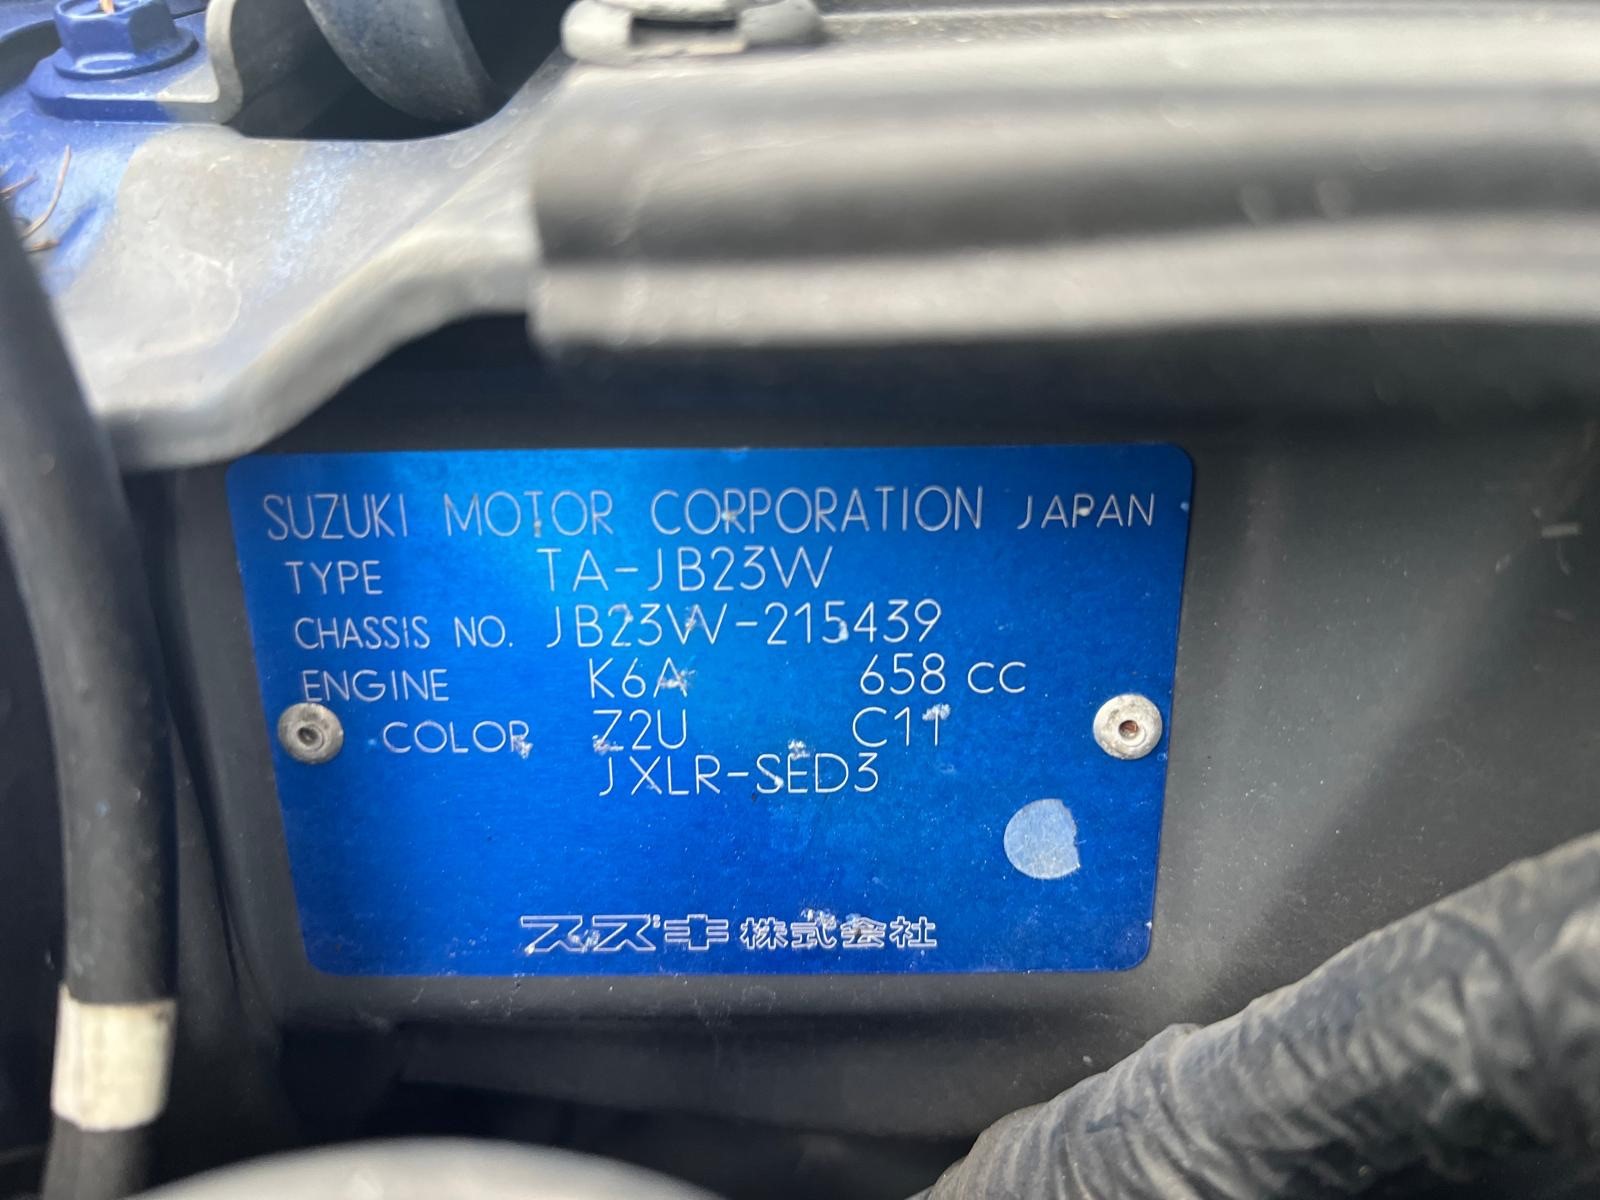 SUZUKI MOTOR CORPORATION JAPAN
TYPE TA-JB23W
CHASSIS NO. JB23W-215439
ENGINE K6A 658 CC
COLOR Z2U C11
JXLR-SED3
スズキ株式会社